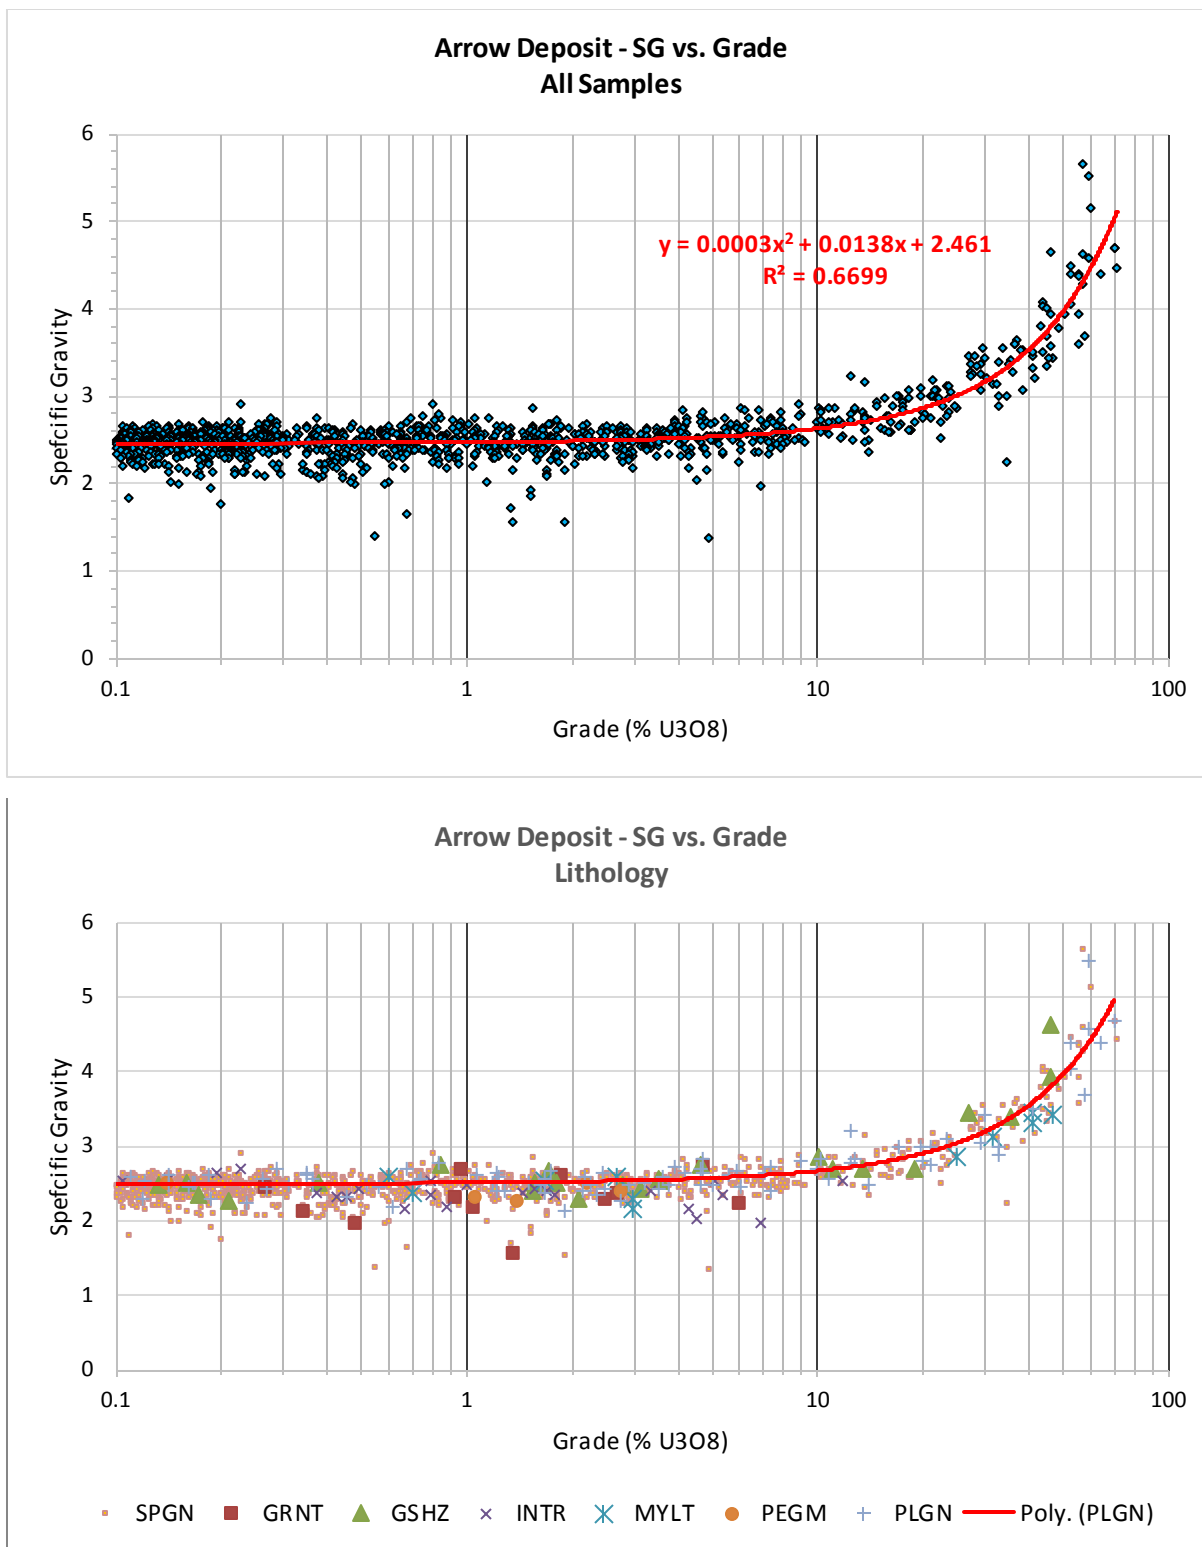 Arrow Deposit - SG vs. Grade
All Samples
6
5
4
3
2
1
0
Spefcific Gravity
y = 0.0003x² + 0.0138x + 2.461
R² = 0.6699
0.1 1 10 100
Grade (% U3O8)
Arrow Deposit - SG vs. Grade
Lithology
6
5
4
3
2
1
0
Spefcific Gravity
0.1 1 10 100
Grade (% U3O8)
SPGN GRNT GSHZ INTR MYLT PEGM PLGN Poly. (PLGN)